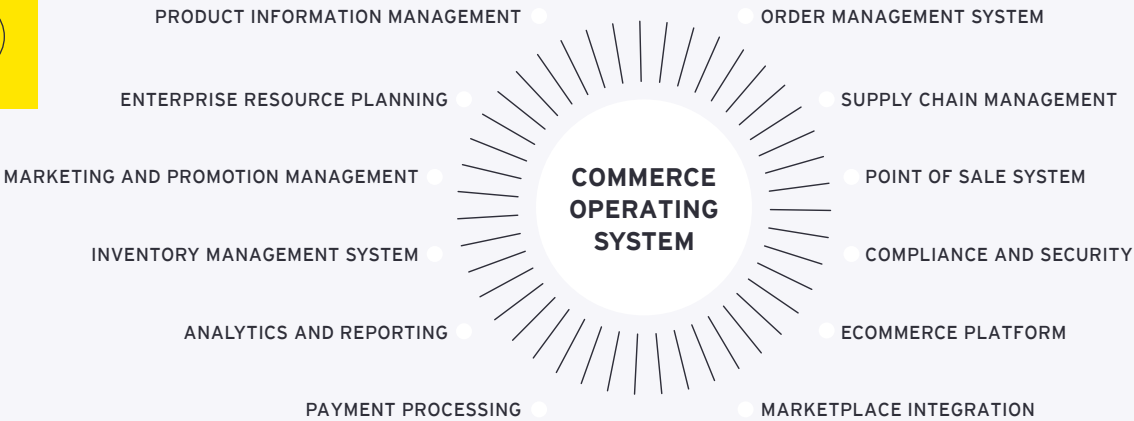 PRODUCT INFORMATION MANAGEMENT
ORDER MANAGEMENT SYSTEM
ENTERPRISE RESOURCE PLANNING
SUPPLY CHAIN MANAGEMENT
MARKETING AND PROMOTION MANAGEMENT
POINT OF SALE SYSTEM
COMMERCE
OPERATING
SYSTEM
INVENTORY MANAGEMENT SYSTEM
COMPLIANCE AND SECURITY
ANALYTICS AND REPORTING
ECOMMERCE PLATFORM
PAYMENT PROCESSING
MARKETPLACE INTEGRATION